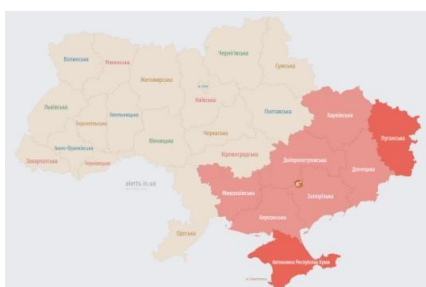 Чернігівська
Волинська
Рівненська
Сумська
Житомирська
Київська
Львівська
Харківська
Полтавська
Луганська
Тернопільська
Хмельницька
Черкаська
Івано-Франківська
Вінницька
Закарпатська
Чернівецька
Кіровоградська
Дніпропетровська
Донецька
alerts.in.ua
Миколаївська
Запорізька
Херсонська
Одеська
Автономна Республіка Крим